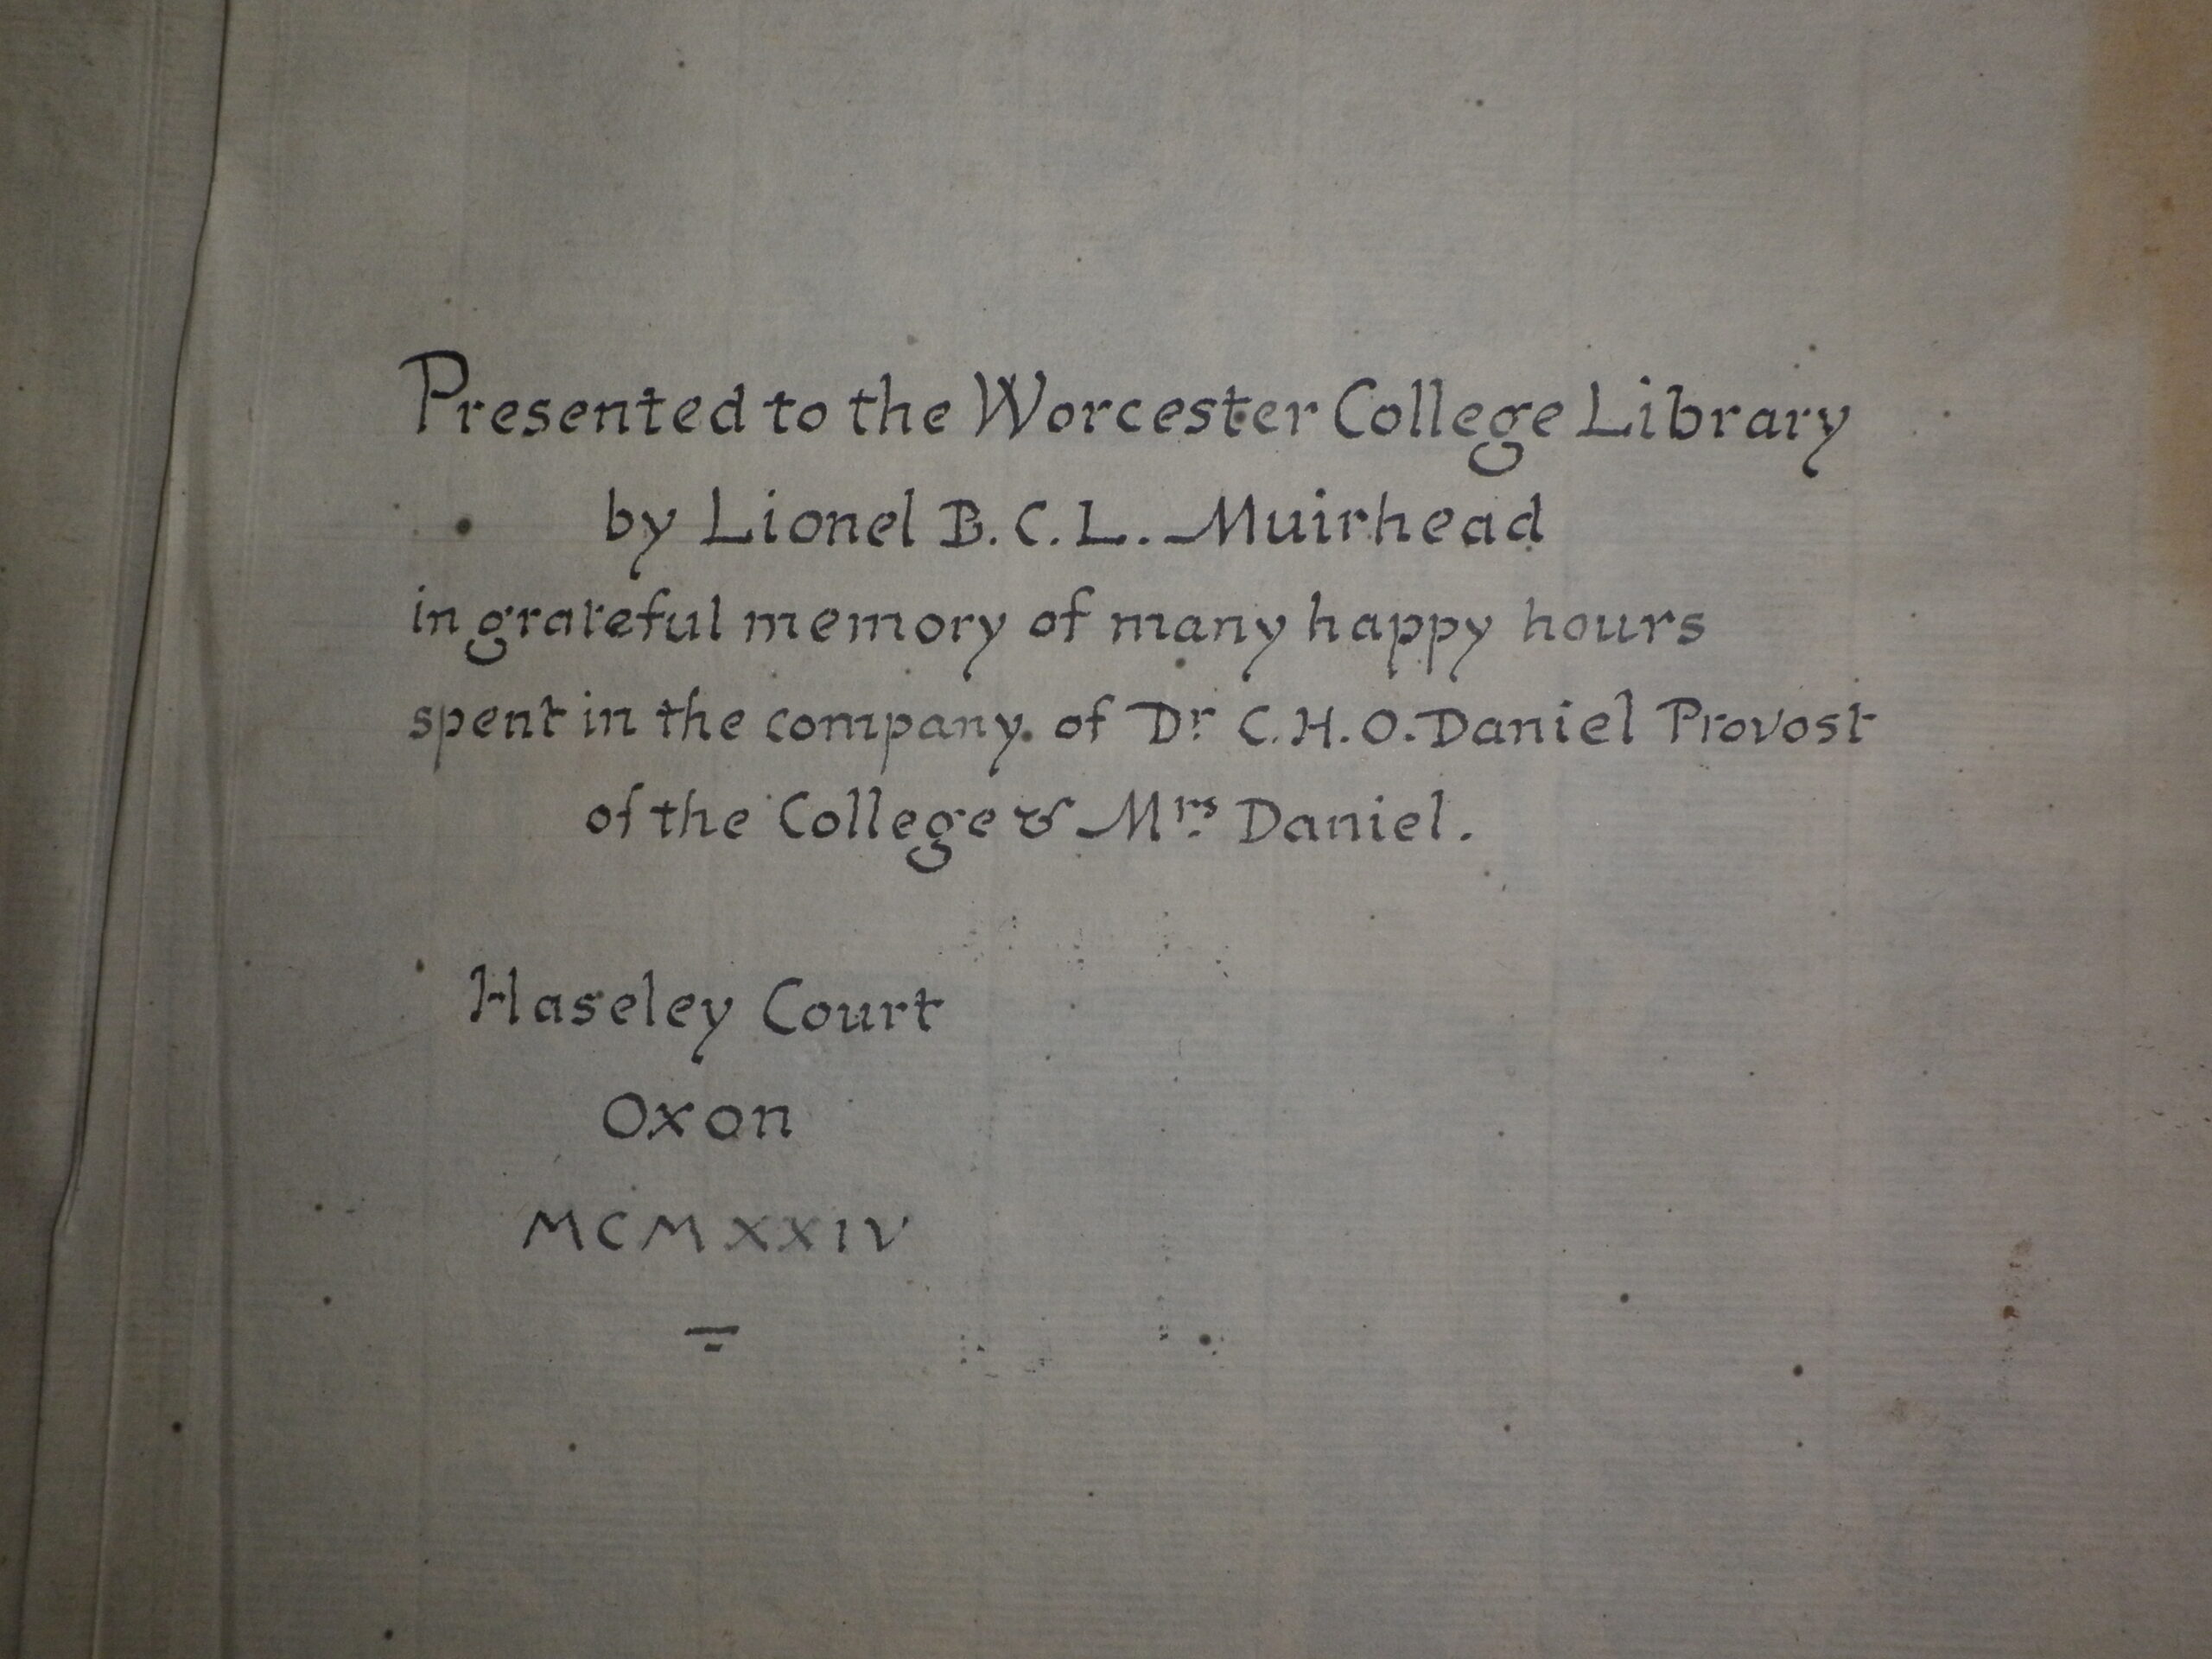 Presented to the Worcester College Library
by Lionel B. C. L. Muirhead
in grateful memory of many happy hours
spent in the company of Dr C. H. O. Daniel Provost
of the College & Mrs Daniel.
Haseley Court
Oxon
MCMXXIV